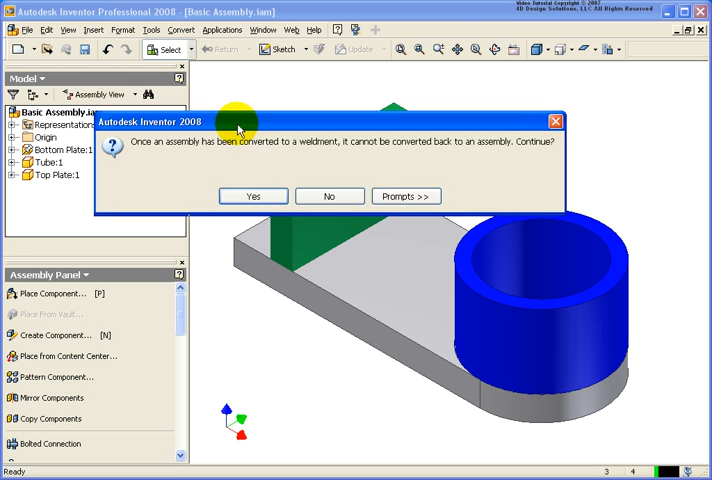 Autodesk Inventor Professional 2008 - [Basic Assembly.iam]
Video Tutorial Copyright © 2007
4D Design Solutions, LLC All Rights Reserved
File Edit View Insert Format Tools Convert Applications Window Web Help
Select Return Sketch Update
Model
Assembly View
Basic Assembly.iam
Representations
Origin
Bottom Plate:1
Tube:1
Top Plate:1
Autodesk Inventor 2008
Once an assembly has been converted to a weldment, it cannot be converted back to an assembly. Continue?
Yes No Prompts >>
Assembly Panel
Place Component... [P]
Place From Vault...
Create Component... [N]
Place from Content Center...
Pattern Component...
Mirror Components
Copy Components
Bolted Connection
Ready 3 4